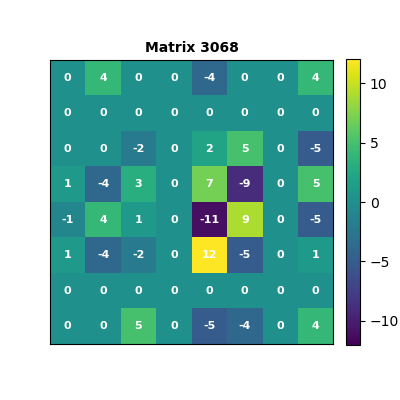 Matrix 3068
0 4 0 0 -4 0 0 4
0 0 0 0 0 0 0 0
0 0 -2 0 2 5 0 -5
1 -4 3 0 7 -9 0 5
-1 4 1 0 -11 9 0 -5
1 -4 -2 0 12 -5 0 1
0 0 0 0 0 0 0 0
0 0 5 0 -5 -4 0 4
10
5
0
−5
−10